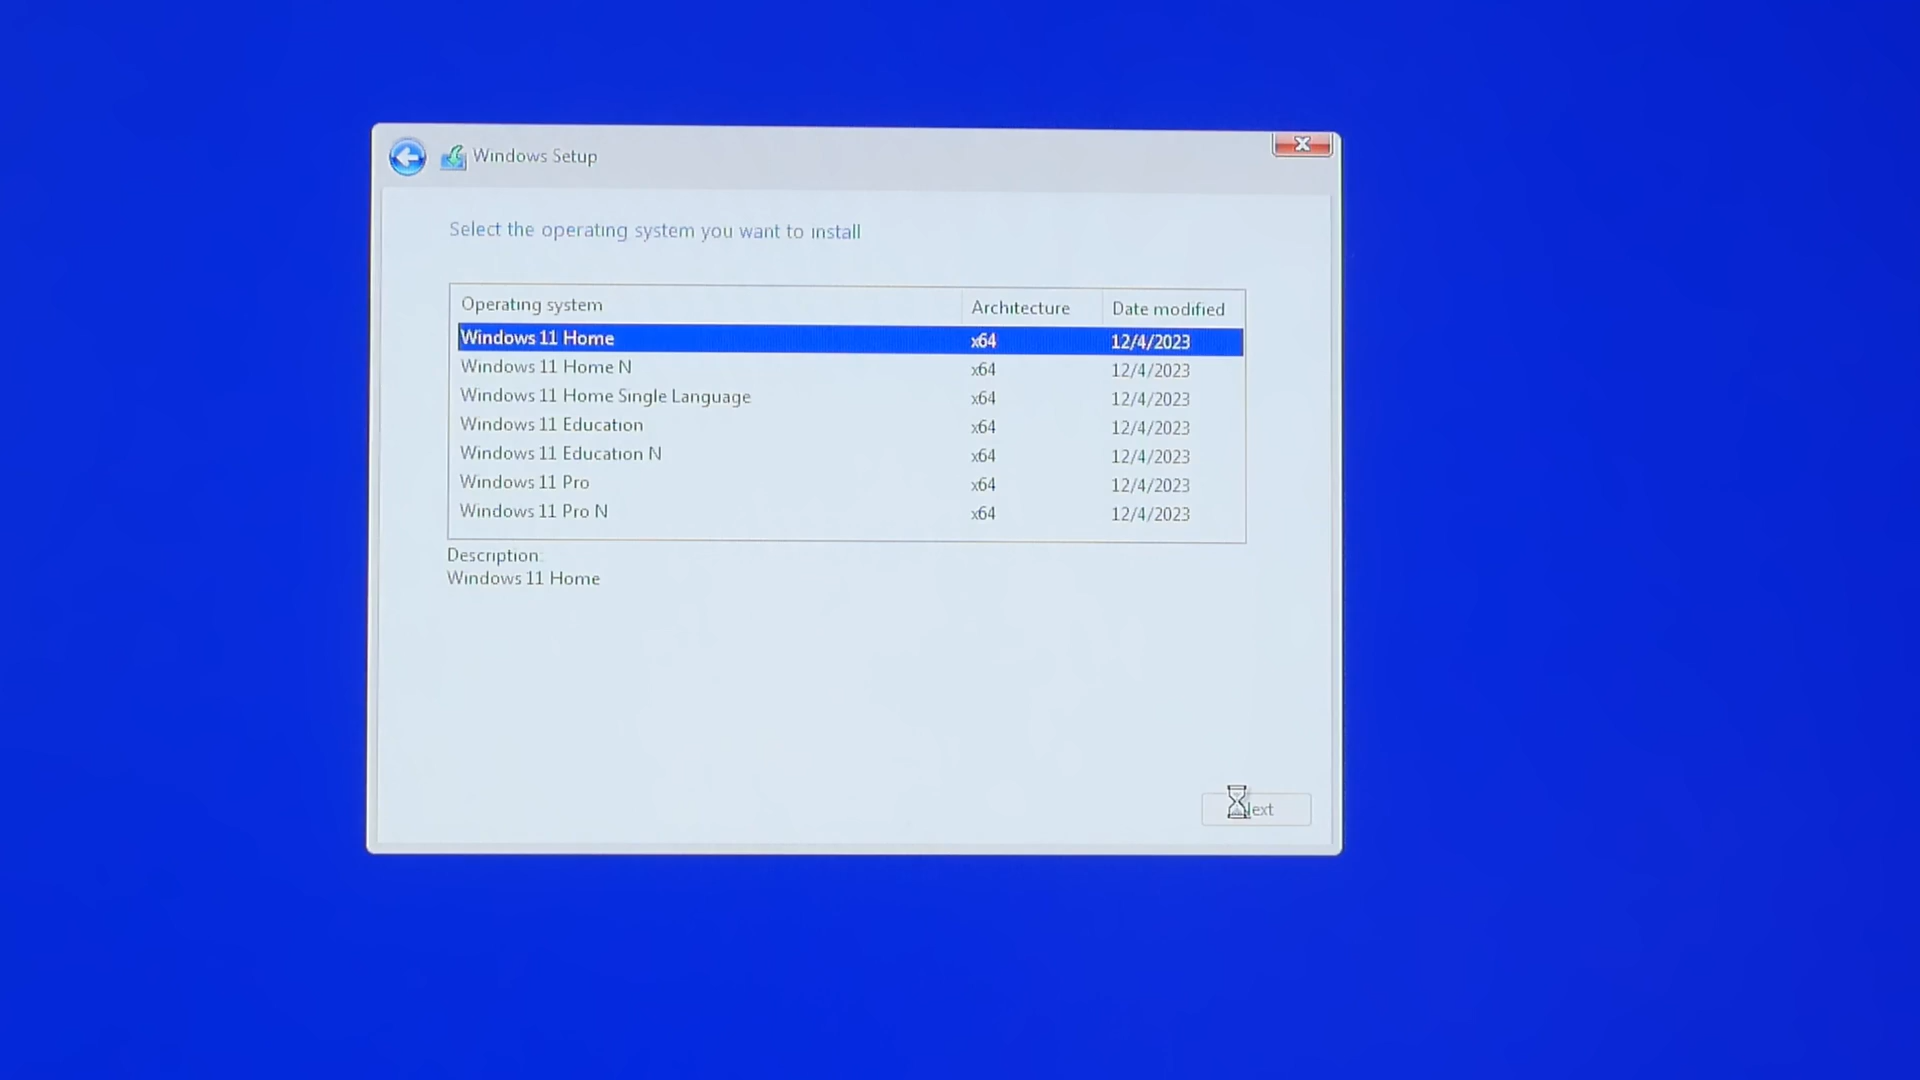 Windows Setup
Select the operating system you want to install
Operating system Architecture Date modified
Windows 11 Home x64 12/4/2023
Windows 11 Home N x64 12/4/2023
Windows 11 Home Single Language x64 12/4/2023
Windows 11 Education x64 12/4/2023
Windows 11 Education N x64 12/4/2023
Windows 11 Pro x64 12/4/2023
Windows 11 Pro N x64 12/4/2023
Description:
Windows 11 Home
Next